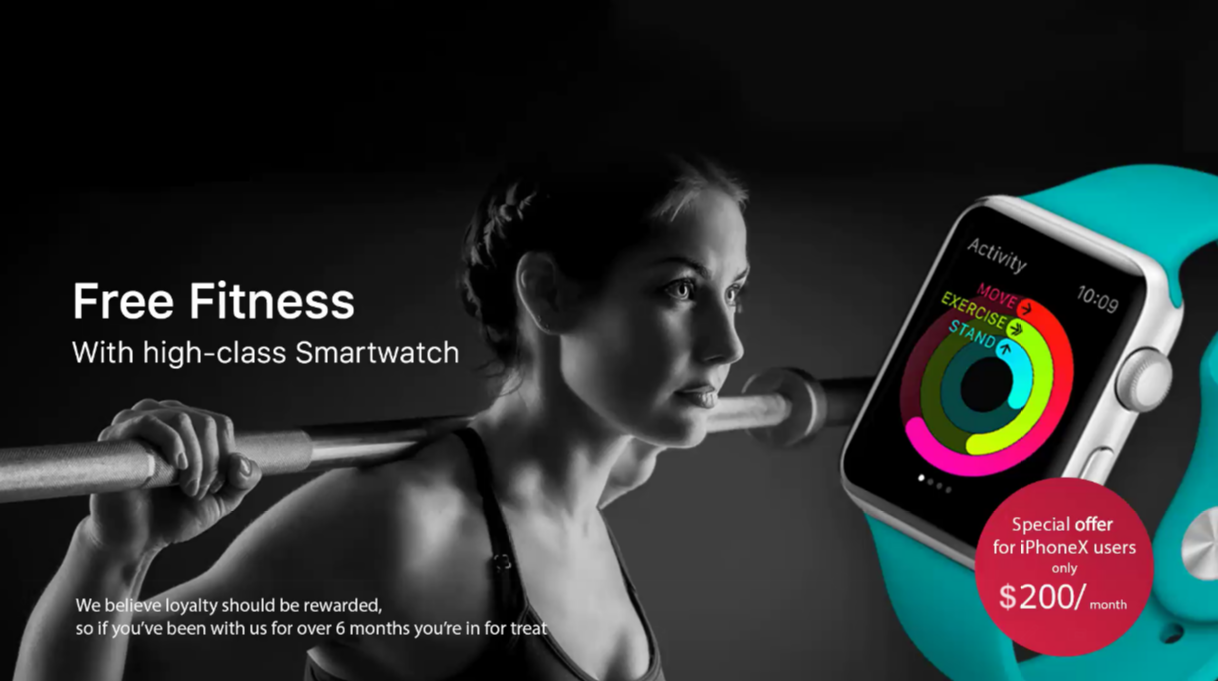 Free Fitness
With high-class Smartwatch
We believe loyalty should be rewarded,
so if you've been with us for over 6 months you're in for treat
Activity
10:09
MOVE
EXERCISE
STAND
Special offer
for iPhoneX users
only
$200/ month